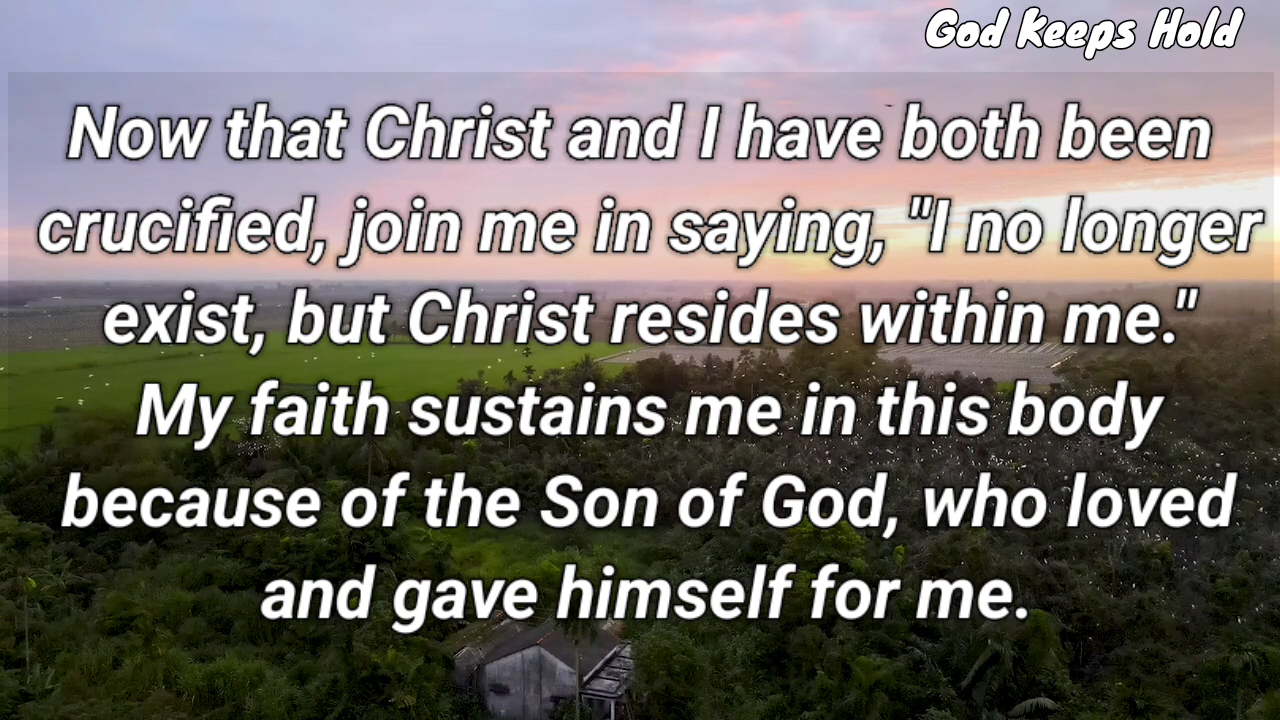 God Keeps Hold
Now that Christ and I have both been
crucified, join me in saying, "I no longer
exist, but Christ resides within me."
My faith sustains me in this body
because of the Son of God, who loved
and gave himself for me.